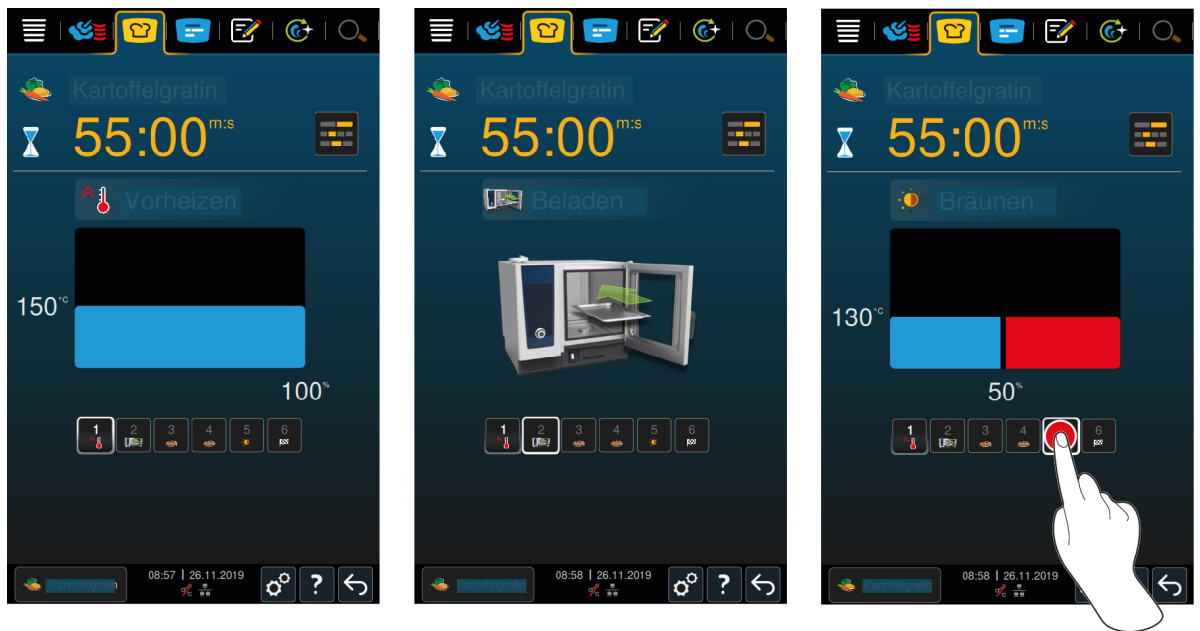 Kartoffelgratin
55:00 m:s
Vorheizen
150 °C
100 %
1 2 3 4 5 6
Kartoffelgratin
08:57 | 26.11.2019
?
Kartoffelgratin
55:00 m:s
Beladen
1 2 3 4 5 6
Kartoffelgratin
08:58 | 26.11.2019
?
Kartoffelgratin
55:00 m:s
Bräunen
130 °C
50 %
1 2 3 4 6
Kartoffelgratin
08:58 | 26.11.2019